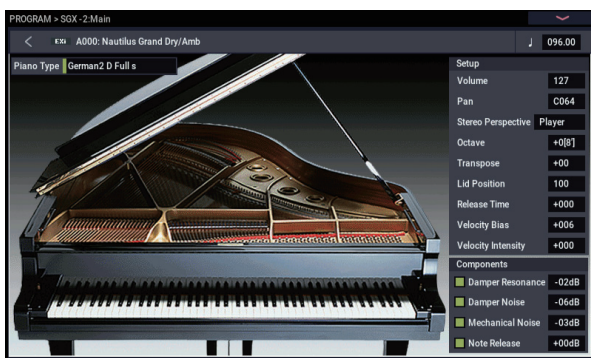 PROGRAM > SGX-2:Main
EXi A000: Nautilus Grand Dry/Amb ♩ 096.00
Piano Type German2 D Full s
Setup
Volume 127
Pan C064
Stereo Perspective Player
Octave +0[8']
Transpose +00
Lid Position 100
Release Time +000
Velocity Bias +006
Velocity Intensity +000
Components
Damper Resonance -02dB
Damper Noise -06dB
Mechanical Noise -03dB
Note Release +00dB